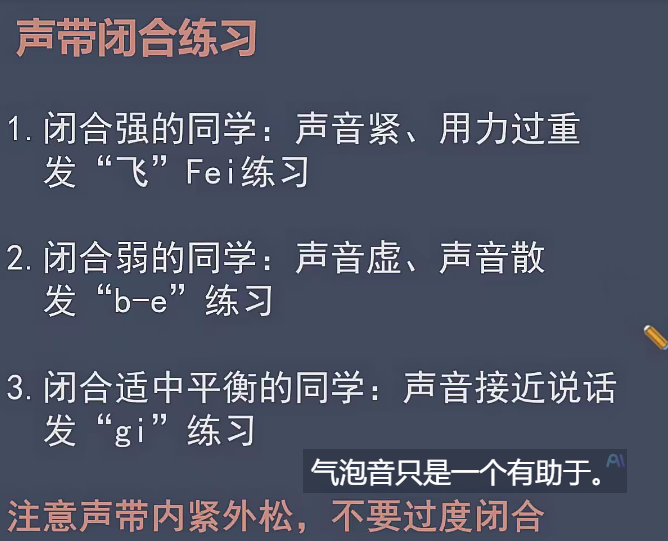 声带闭合练习
1. 闭合强的同学：声音紧、用力过重
发“飞”Fei练习
2. 闭合弱的同学：声音虚、声音散
发“b-e”练习
3. 闭合适中平衡的同学：声音接近说话
发“gi”练习
气泡音只是一个有助于。
AI
注意声带内紧外松，不要过度闭合